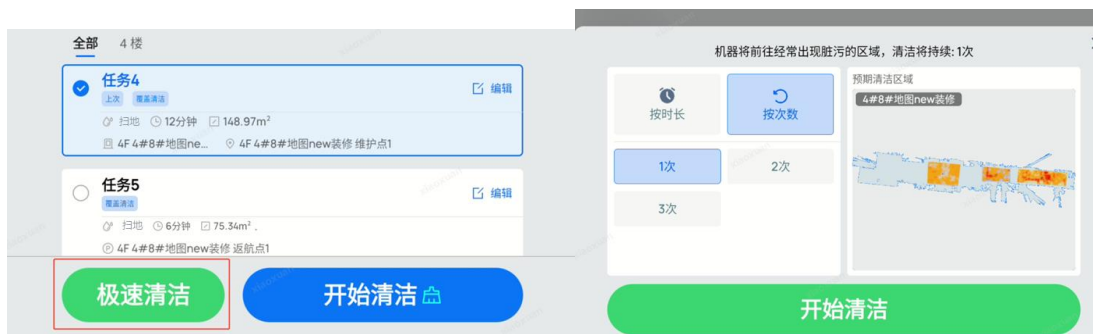 全部 4楼
任务4
上次 覆盖清洁
编辑
扫地 12分钟 148.97m²
4F 4#8#地图ne... 4F 4#8#地图new装修 维护点1
任务5
覆盖清洁
编辑
扫地 6分钟 75.34m²
4F 4#8#地图new装修 返航点1
极速清洁 开始清洁
机器将前往经常出现脏污的区域，清洁将持续: 1次
按时长 按次数
1次 2次
3次
预期清洁区域
4#8#地图new装修
开始清洁